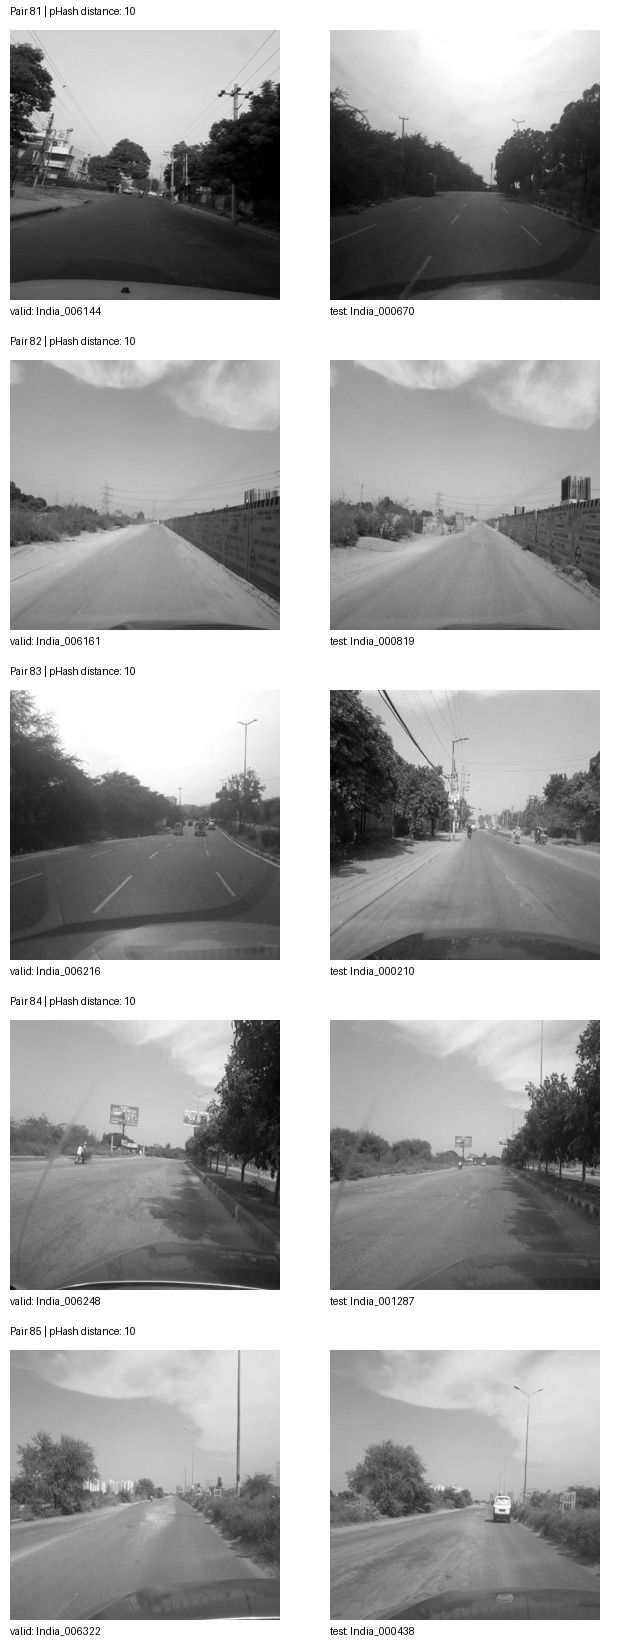 Pair 81 | pHash distance: 10
valid: India_006144
test: India_000670
Pair 82 | pHash distance: 10
valid: India_006161
test: India_000819
Pair 83 | pHash distance: 10
valid: India_006216
test: India_000210
Pair 84 | pHash distance: 10
valid: India_006248
test: India_001287
Pair 85 | pHash distance: 10
valid: India_006322
test: India_000438